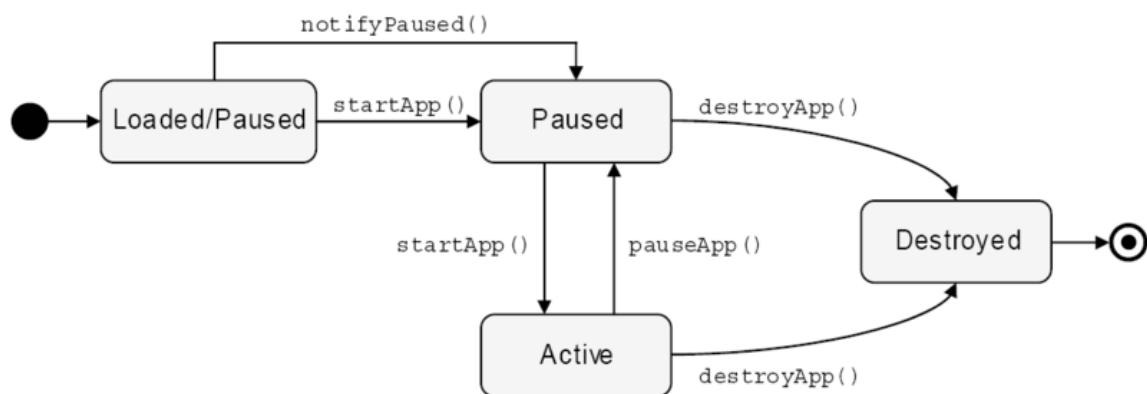 notifyPaused()
Loaded/Paused
startApp()
Paused
destroyApp()
startApp()
pauseApp()
Destroyed
Active
destroyApp()